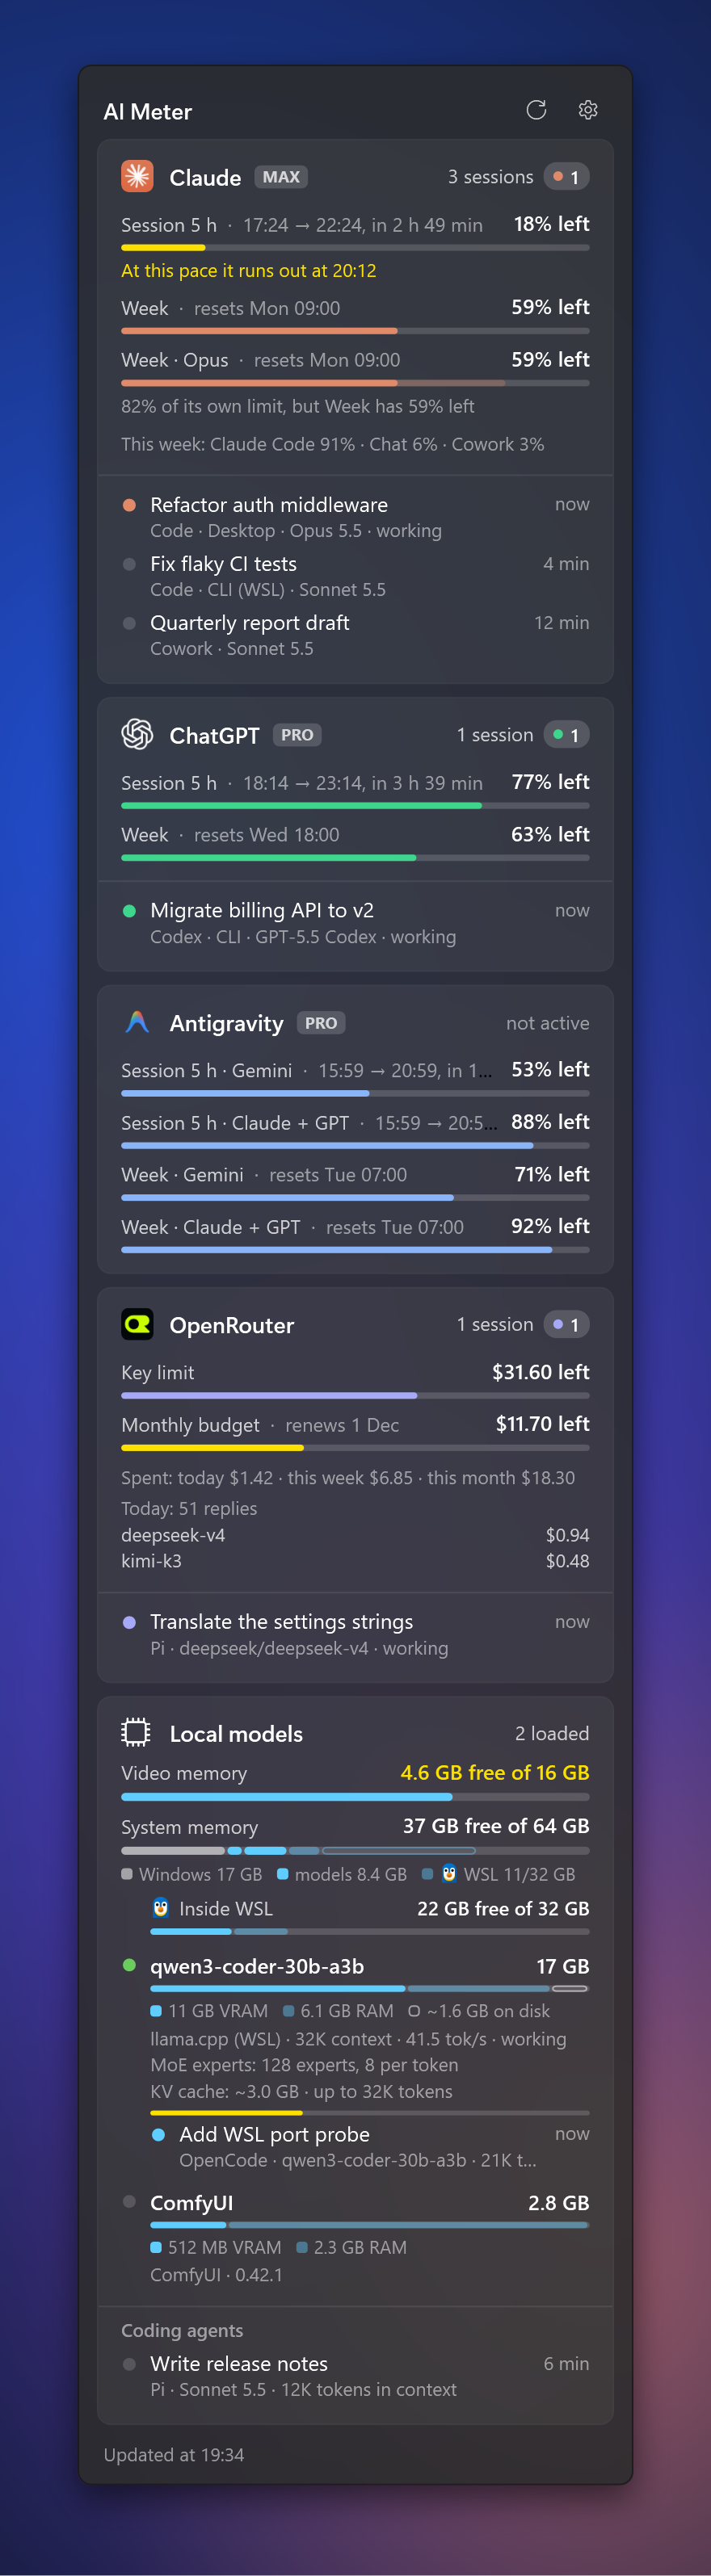 AI Meter
Claude MAX 3 sessions 1
Session 5 h · 17:24 → 22:24, in 2 h 49 min 18% left
At this pace it runs out at 20:12
Week · resets Mon 09:00 59% left
Week · Opus · resets Mon 09:00 59% left
82% of its own limit, but Week has 59% left
This week: Claude Code 91% · Chat 6% · Cowork 3%
Refactor auth middleware now
Code · Desktop · Opus 5.5 · working
Fix flaky CI tests 4 min
Code · CLI (WSL) · Sonnet 5.5
Quarterly report draft 12 min
Cowork · Sonnet 5.5
ChatGPT PRO 1 session 1
Session 5 h · 18:14 → 23:14, in 3 h 39 min 77% left
Week · resets Wed 18:00 63% left
Migrate billing API to v2 now
Codex · CLI · GPT-5.5 Codex · working
Antigravity PRO not active
Session 5 h · Gemini · 15:59 → 20:59, in 1... 53% left
Session 5 h · Claude + GPT · 15:59 → 20:5... 88% left
Week · Gemini · resets Tue 07:00 71% left
Week · Claude + GPT · resets Tue 07:00 92% left
OpenRouter 1 session 1
Key limit $31.60 left
Monthly budget · renews 1 Dec $11.70 left
Spent: today $1.42 · this week $6.85 · this month $18.30
Today: 51 replies
deepseek-v4 $0.94
kimi-k3 $0.48
Translate the settings strings now
Pi · deepseek/deepseek-v4 · working
Local models 2 loaded
Video memory 4.6 GB free of 16 GB
System memory 37 GB free of 64 GB
Windows 17 GB models 8.4 GB WSL 11/32 GB
Inside WSL 22 GB free of 32 GB
qwen3-coder-30b-a3b 17 GB
11 GB VRAM 6.1 GB RAM ~1.6 GB on disk
llama.cpp (WSL) · 32K context · 41.5 tok/s · working
MoE experts: 128 experts, 8 per token
KV cache: ~3.0 GB · up to 32K tokens
Add WSL port probe now
OpenCode · qwen3-coder-30b-a3b · 21K t...
ComfyUI 2.8 GB
512 MB VRAM 2.3 GB RAM
ComfyUI · 0.42.1
Coding agents
Write release notes 6 min
Pi · Sonnet 5.5 · 12K tokens in context
Updated at 19:34